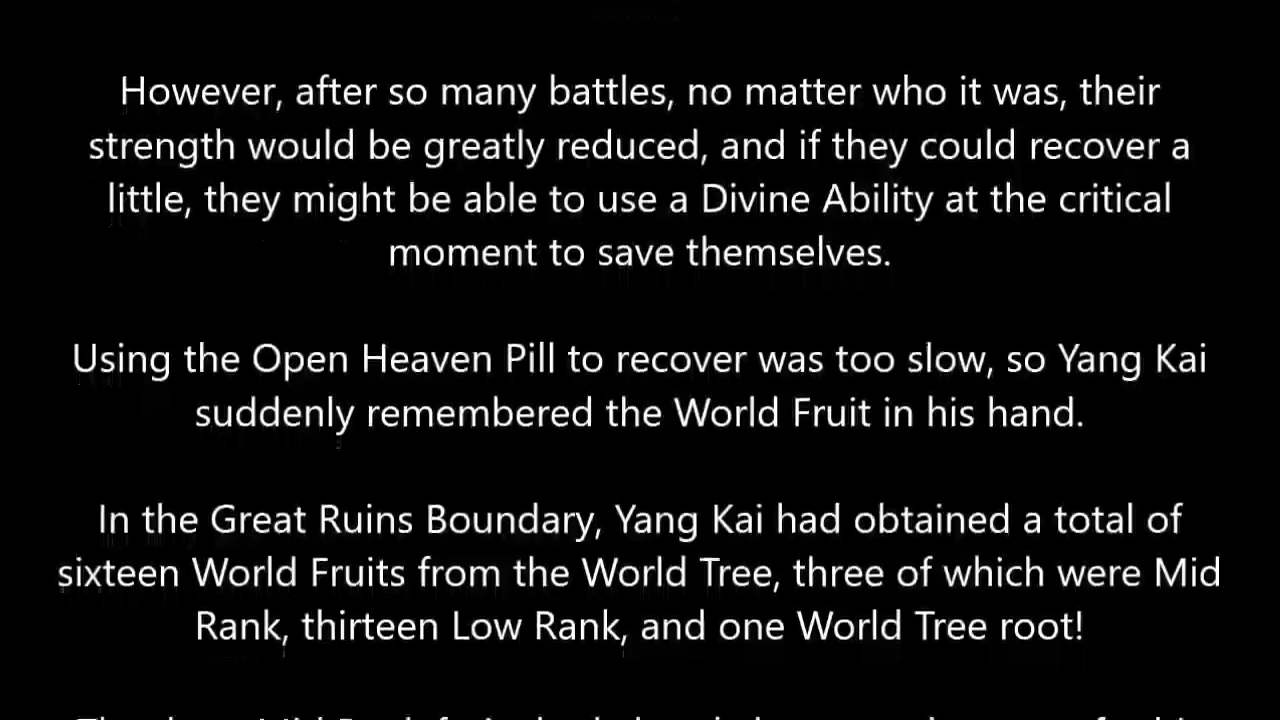 However, after so many battles, no matter who it was, their
strength would be greatly reduced, and if they could recover a
little, they might be able to use a Divine Ability at the critical
moment to save themselves.
Using the Open Heaven Pill to recover was too slow, so Yang Kai
suddenly remembered the World Fruit in his hand.
In the Great Ruins Boundary, Yang Kai had obtained a total of
sixteen World Fruits from the World Tree, three of which were Mid
Rank, thirteen Low Rank, and one World Tree root!